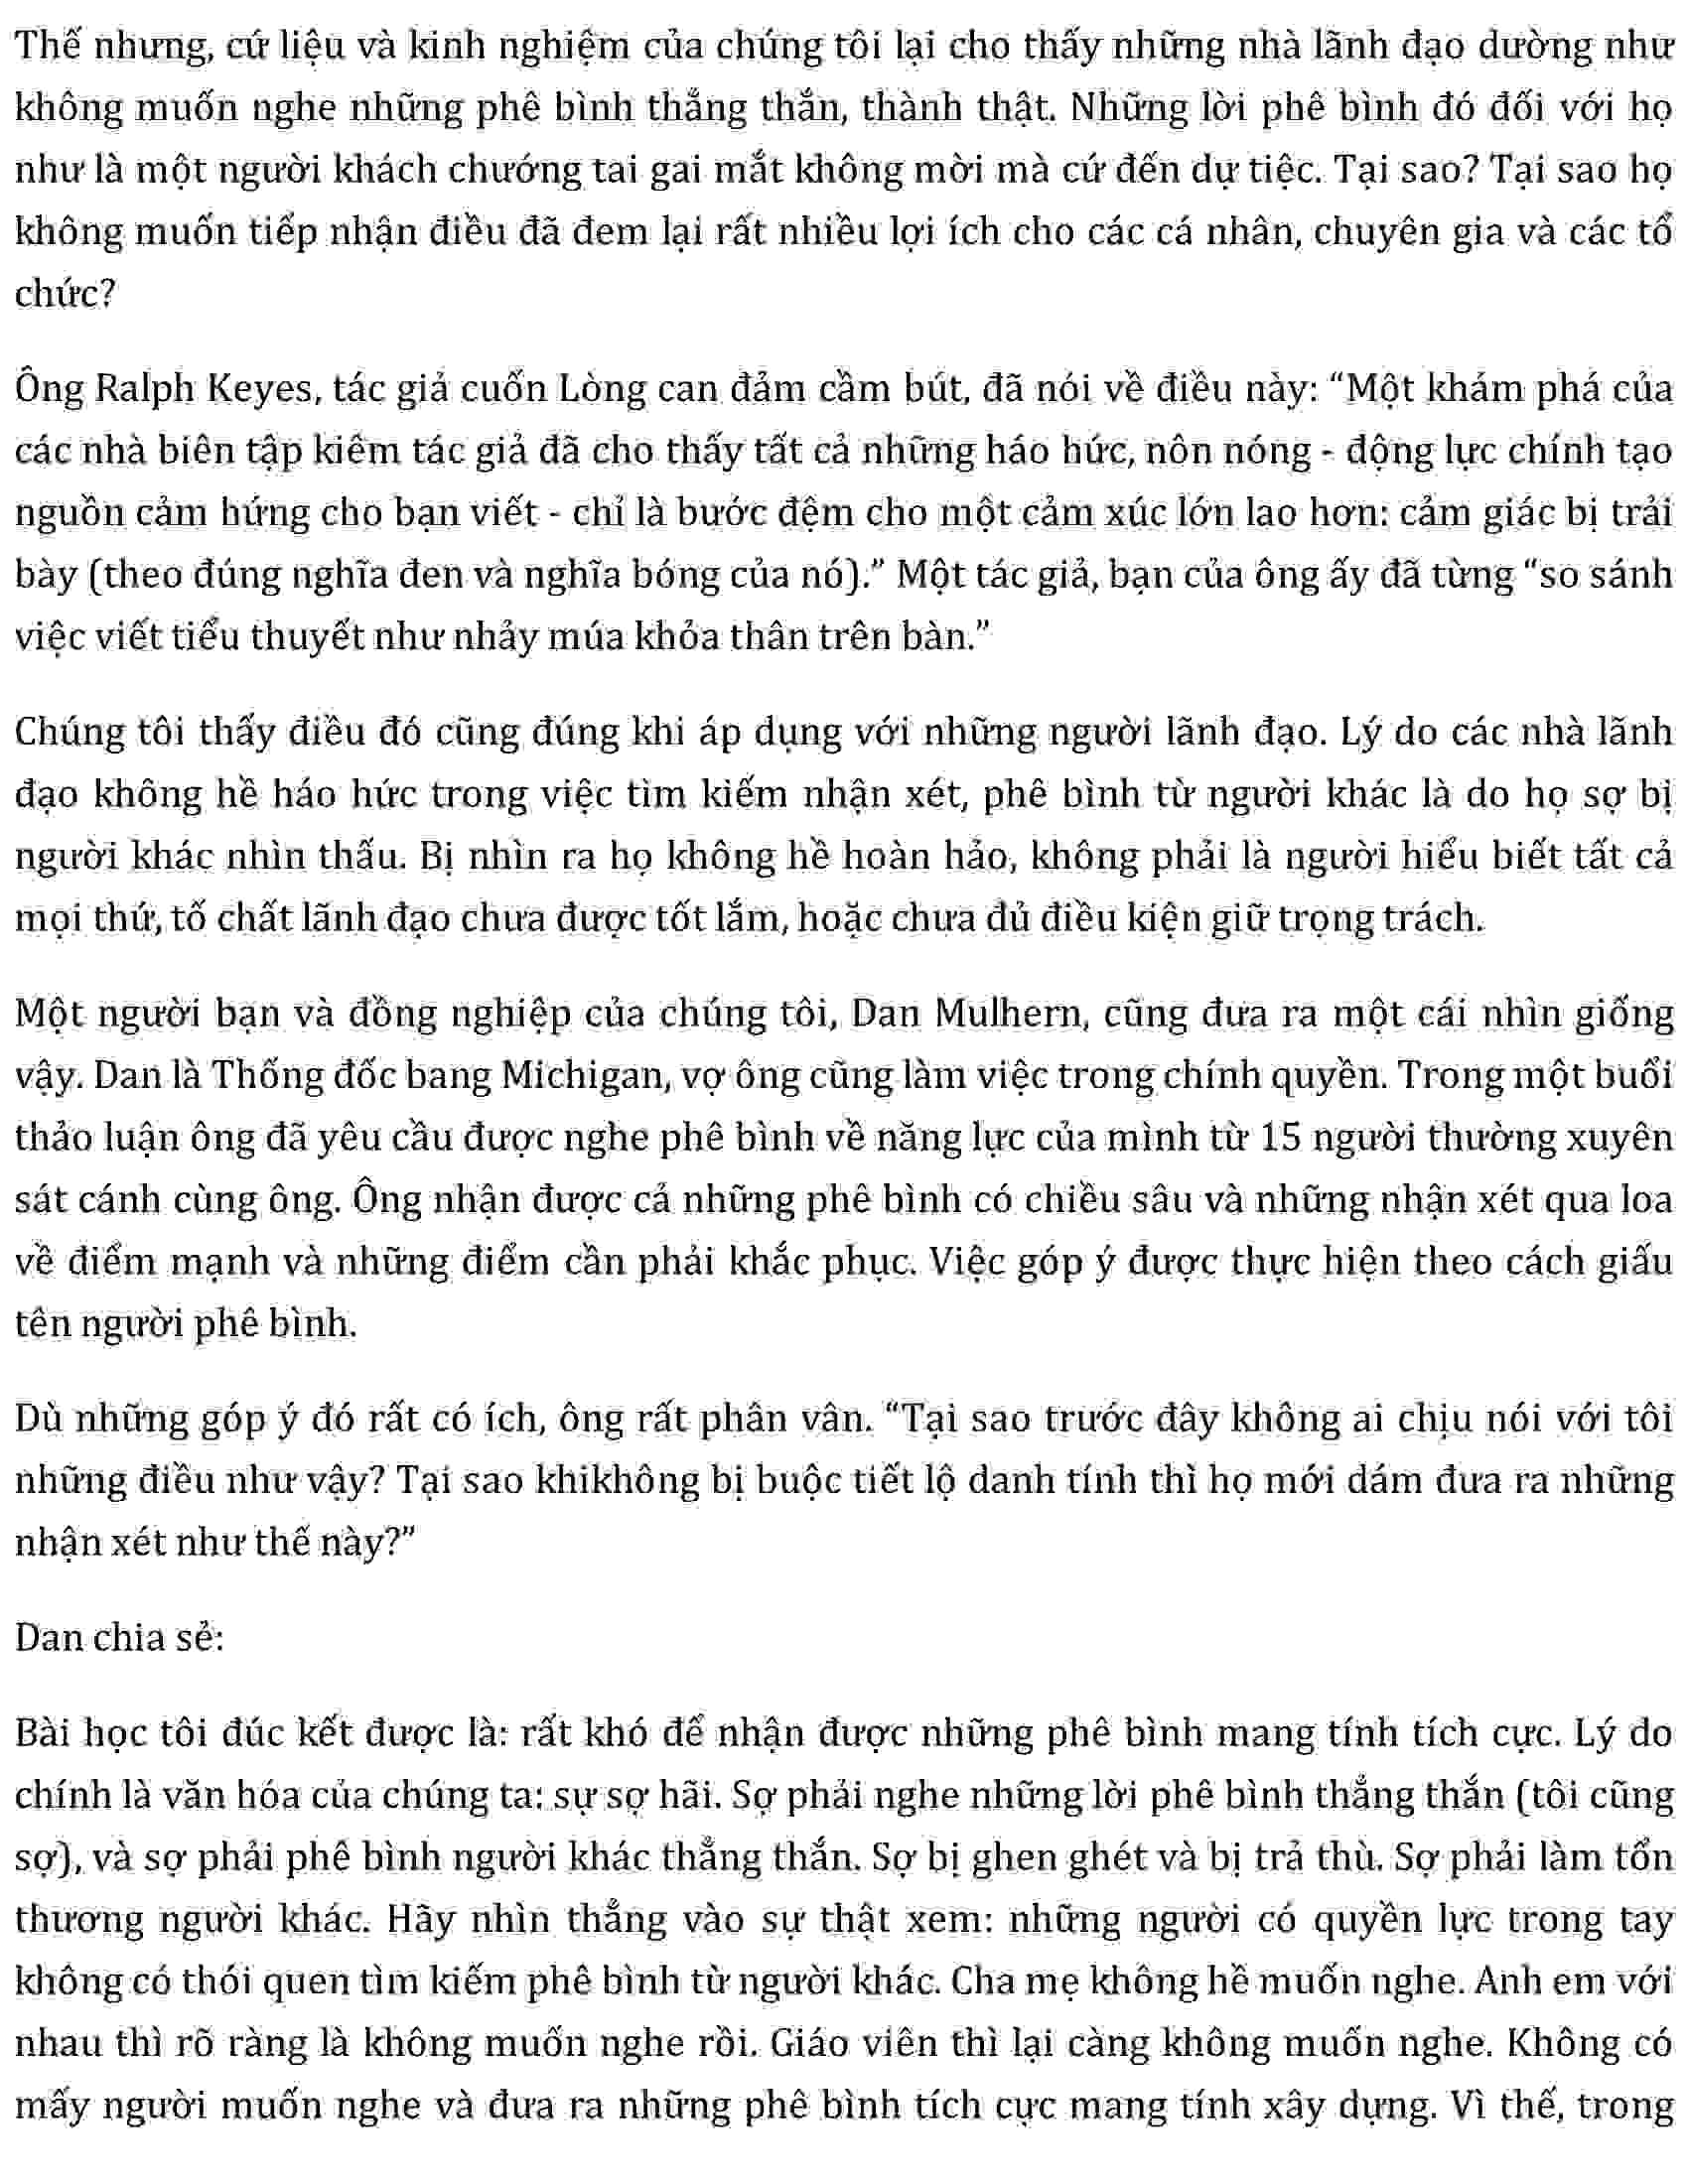 Thế nhưng, cứ liệu và kinh nghiệm của chúng tôi lại cho thấy những nhà lãnh đạo dường như
không muốn nghe những phê bình thẳng thắn, thành thật. Những lời phê bình đó đối với họ
như là một người khách chướng tai gai mắt không mời mà cứ đến dự tiệc. Tại sao? Tại sao họ
không muốn tiếp nhận điều đã đem lại rất nhiều lợi ích cho các cá nhân, chuyên gia và các tổ
chức?
Ông Ralph Keyes, tác giả cuốn Lòng can đảm cầm bút, đã nói về điều này: “Một khám phá của
các nhà biên tập kiêm tác giả đã cho thấy tất cả những háo hức, nôn nóng - động lực chính tạo
nguồn cảm hứng cho bạn viết - chỉ là bước đệm cho một cảm xúc lớn lao hơn: cảm giác bị trải
bày (theo đúng nghĩa đen và nghĩa bóng của nó).” Một tác giả, bạn của ông ấy đã từng “so sánh
việc viết tiểu thuyết như nhảy múa khỏa thân trên bàn.”
Chúng tôi thấy điều đó cũng đúng khi áp dụng với những người lãnh đạo. Lý do các nhà lãnh
đạo không hề háo hức trong việc tìm kiếm nhận xét, phê bình từ người khác là do họ sợ bị
người khác nhìn thấu. Bị nhìn ra họ không hề hoàn hảo, không phải là người hiểu biết tất cả
mọi thứ, tố chất lãnh đạo chưa được tốt lắm, hoặc chưa đủ điều kiện giữ trọng trách.
Một người bạn và đồng nghiệp của chúng tôi, Dan Mulhern, cũng đưa ra một cái nhìn giống
vậy. Dan là Thống đốc bang Michigan, vợ ông cũng làm việc trong chính quyền. Trong một buổi
thảo luận ông đã yêu cầu được nghe phê bình về năng lực của mình từ 15 người thường xuyên
sát cánh cùng ông. Ông nhận được cả những phê bình có chiều sâu và những nhận xét qua loa
về điểm mạnh và những điểm cần phải khắc phục. Việc góp ý được thực hiện theo cách giấu
tên người phê bình.
Dù những góp ý đó rất có ích, ông rất phân vân. “Tại sao trước đây không ai chịu nói với tôi
những điều như vậy? Tại sao khikhông bị buộc tiết lộ danh tính thì họ mới dám đưa ra những
nhận xét như thế này?”
Dan chia sẻ:
Bài học tôi đúc kết được là: rất khó để nhận được những phê bình mang tính tích cực. Lý do
chính là văn hóa của chúng ta: sự sợ hãi. Sợ phải nghe những lời phê bình thẳng thắn (tôi cũng
sợ), và sợ phải phê bình người khác thẳng thắn. Sợ bị ghen ghét và bị trả thù. Sợ phải làm tổn
thương người khác. Hãy nhìn thẳng vào sự thật xem: những người có quyền lực trong tay
không có thói quen tìm kiếm phê bình từ người khác. Cha mẹ không hề muốn nghe. Anh em với
nhau thì rõ ràng là không muốn nghe rồi. Giáo viên thì lại càng không muốn nghe. Không có
mấy người muốn nghe và đưa ra những phê bình tích cực mang tính xây dựng. Vì thế, trong